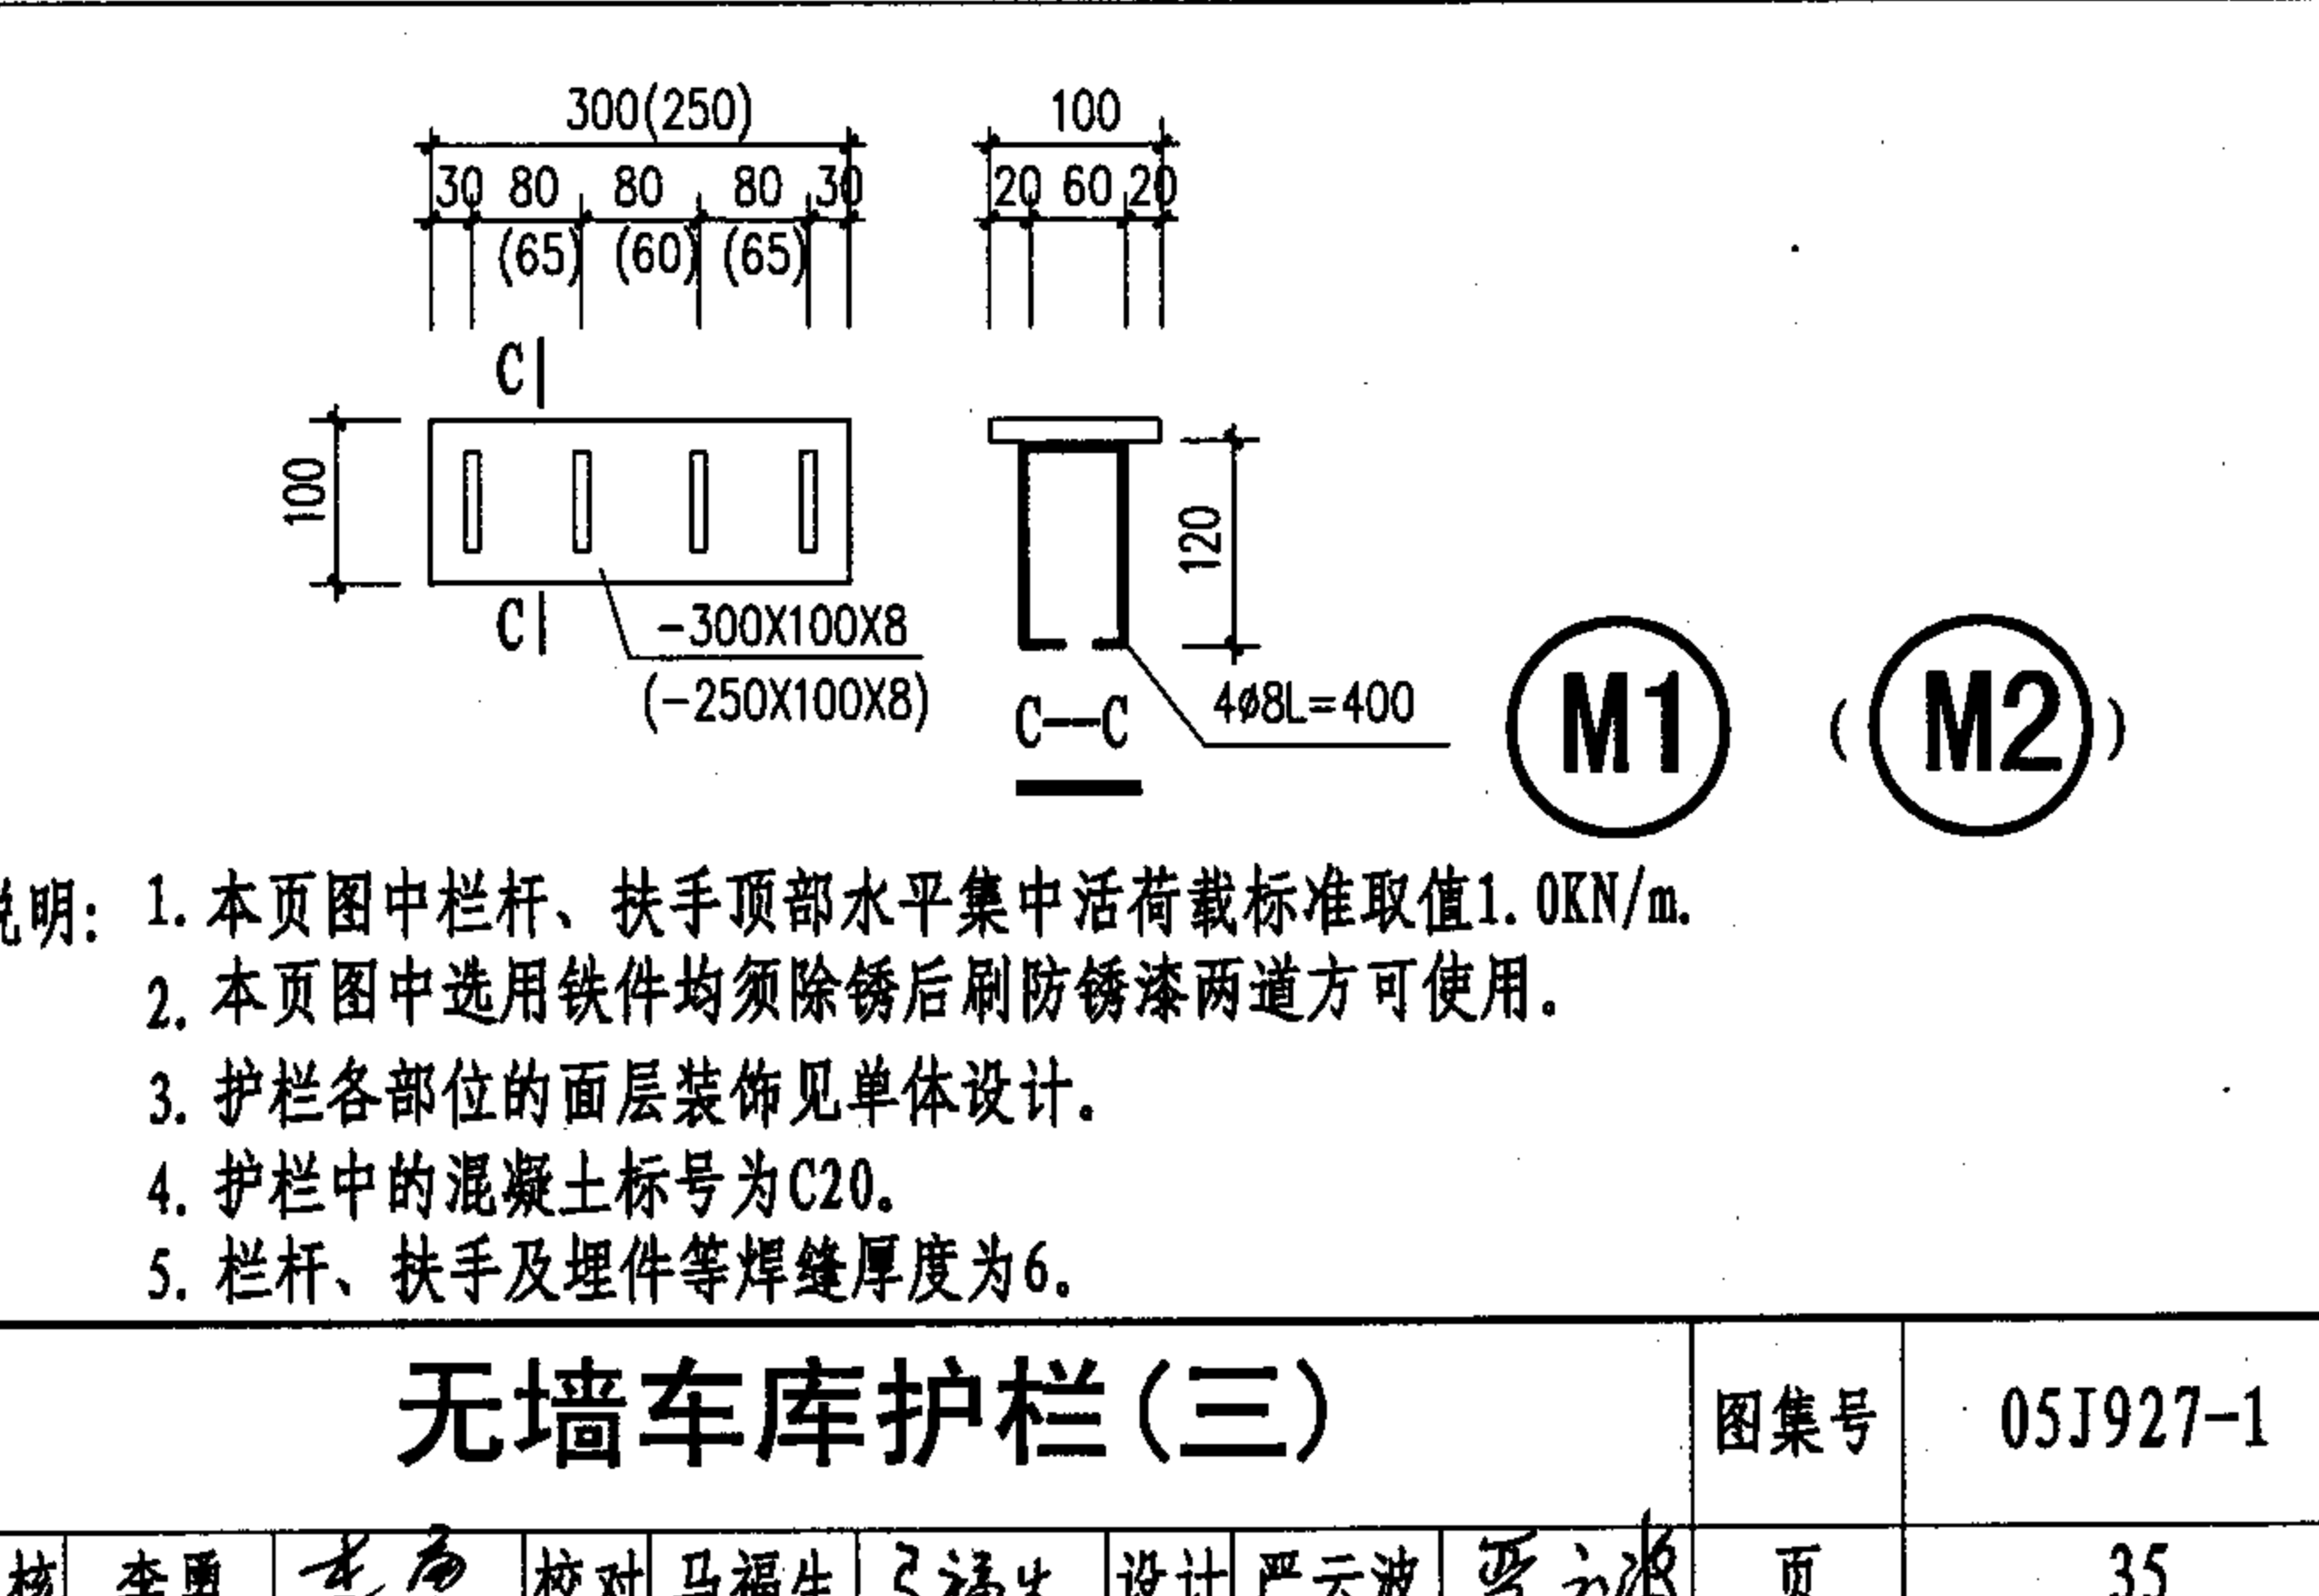 300(250)
100
30 80 80 80 30
20 60 20
(65) (60) (65)
C
100
120
C
-300X100X8
(-250X100X8)
4ø8L=400
C—C
M1
(M2)
说明: 1. 本页图中栏杆、扶手顶部水平集中活荷载标准取值1.0KN/m.
2. 本页图中选用铁件均须除锈后刷防锈漆两道方可使用。
3. 护栏各部位的面层装饰见单体设计。
4. 护栏中的混凝土标号为C20。
5. 栏杆、扶手及埋件等焊缝厚度为6。
无墙车库护栏(三)
图集号 05J927-1
核 李勇 校对 马福生 设计 严云波 页 35